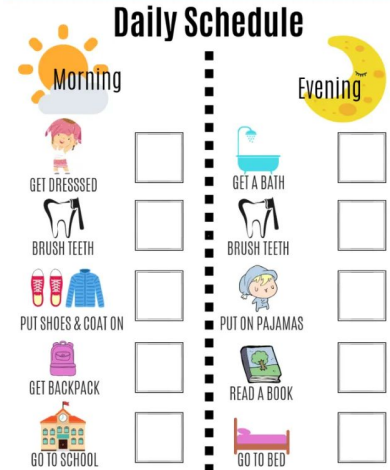 Daily Schedule
Morning
GET DRESSSED
BRUSH TEETH
PUT SHOES & COAT ON
GET BACKPACK
GO TO SCHOOL
Evening
GET A BATH
BRUSH TEETH
PUT ON PAJAMAS
READ A BOOK
GO TO BED